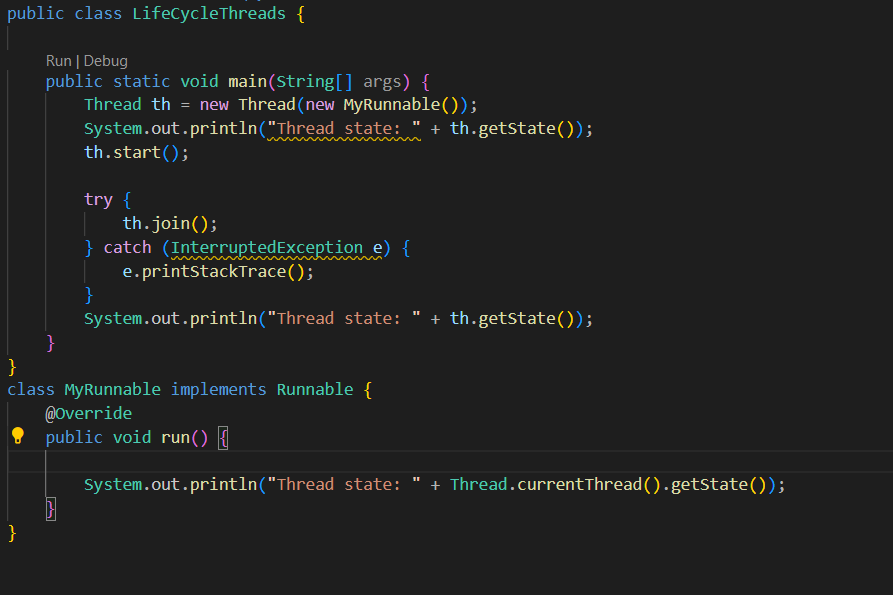 public class LifeCycleThreads {
Run | Debug
public static void main(String[] args) {
Thread th = new Thread(new MyRunnable());
System.out.println("Thread state: " + th.getState());
th.start();
try {
th.join();
} catch (InterruptedException e) {
e.printStackTrace();
}
System.out.println("Thread state: " + th.getState());
}
}
class MyRunnable implements Runnable {
@Override
public void run() {
System.out.println("Thread state: " + Thread.currentThread().getState());
}
}